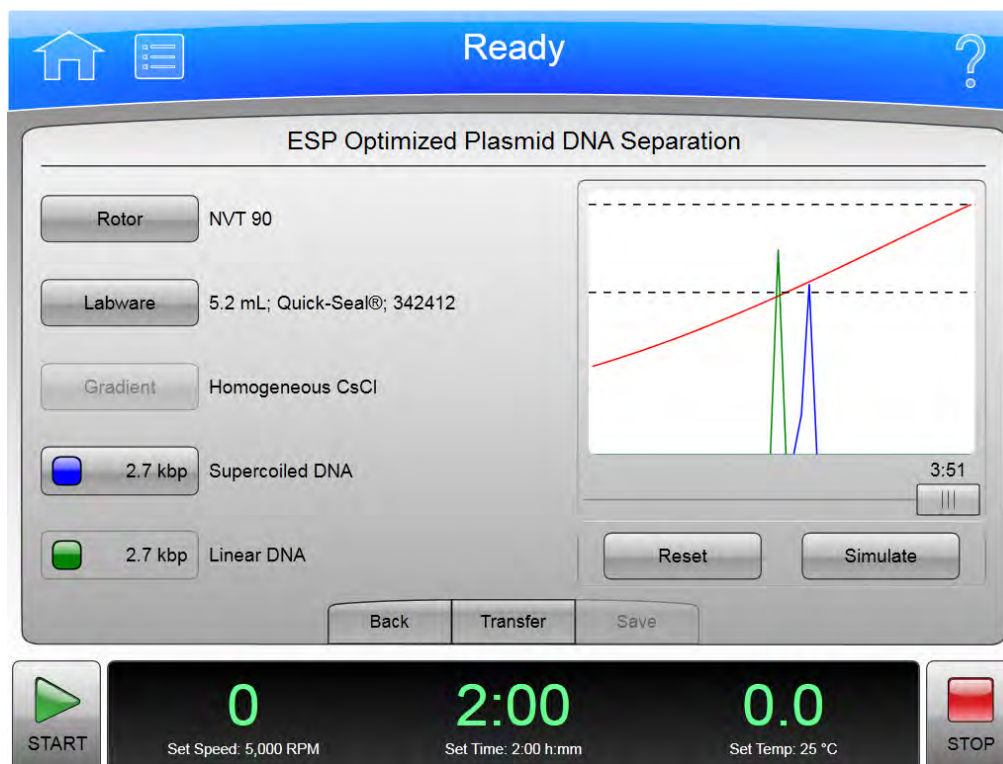 Ready
?
ESP Optimized Plasmid DNA Separation
Rotor NVT 90
Labware 5.2 mL; Quick-Seal®; 342412
Gradient Homogeneous CsCl
2.7 kbp Supercoiled DNA
2.7 kbp Linear DNA
3:51
Reset Simulate
Back Transfer Save
START
0 2:00 0.0
Set Speed: 5,000 RPM Set Time: 2:00 h:mm Set Temp: 25 °C
STOP